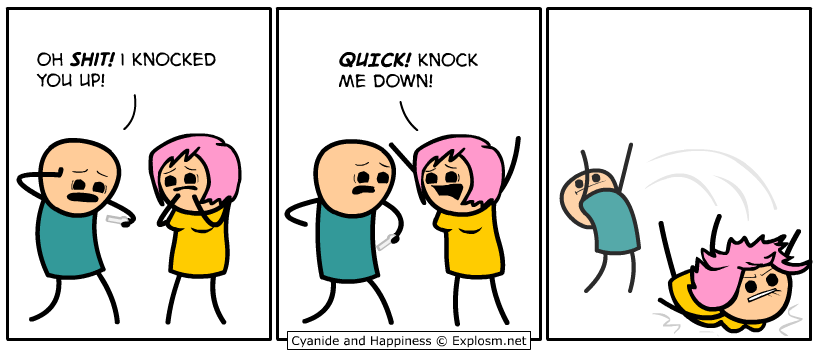 OH SHIT! I KNOCKED
YOU UP!
QUICK! KNOCK
ME DOWN!
Cyanide and Happiness © Explosm.net